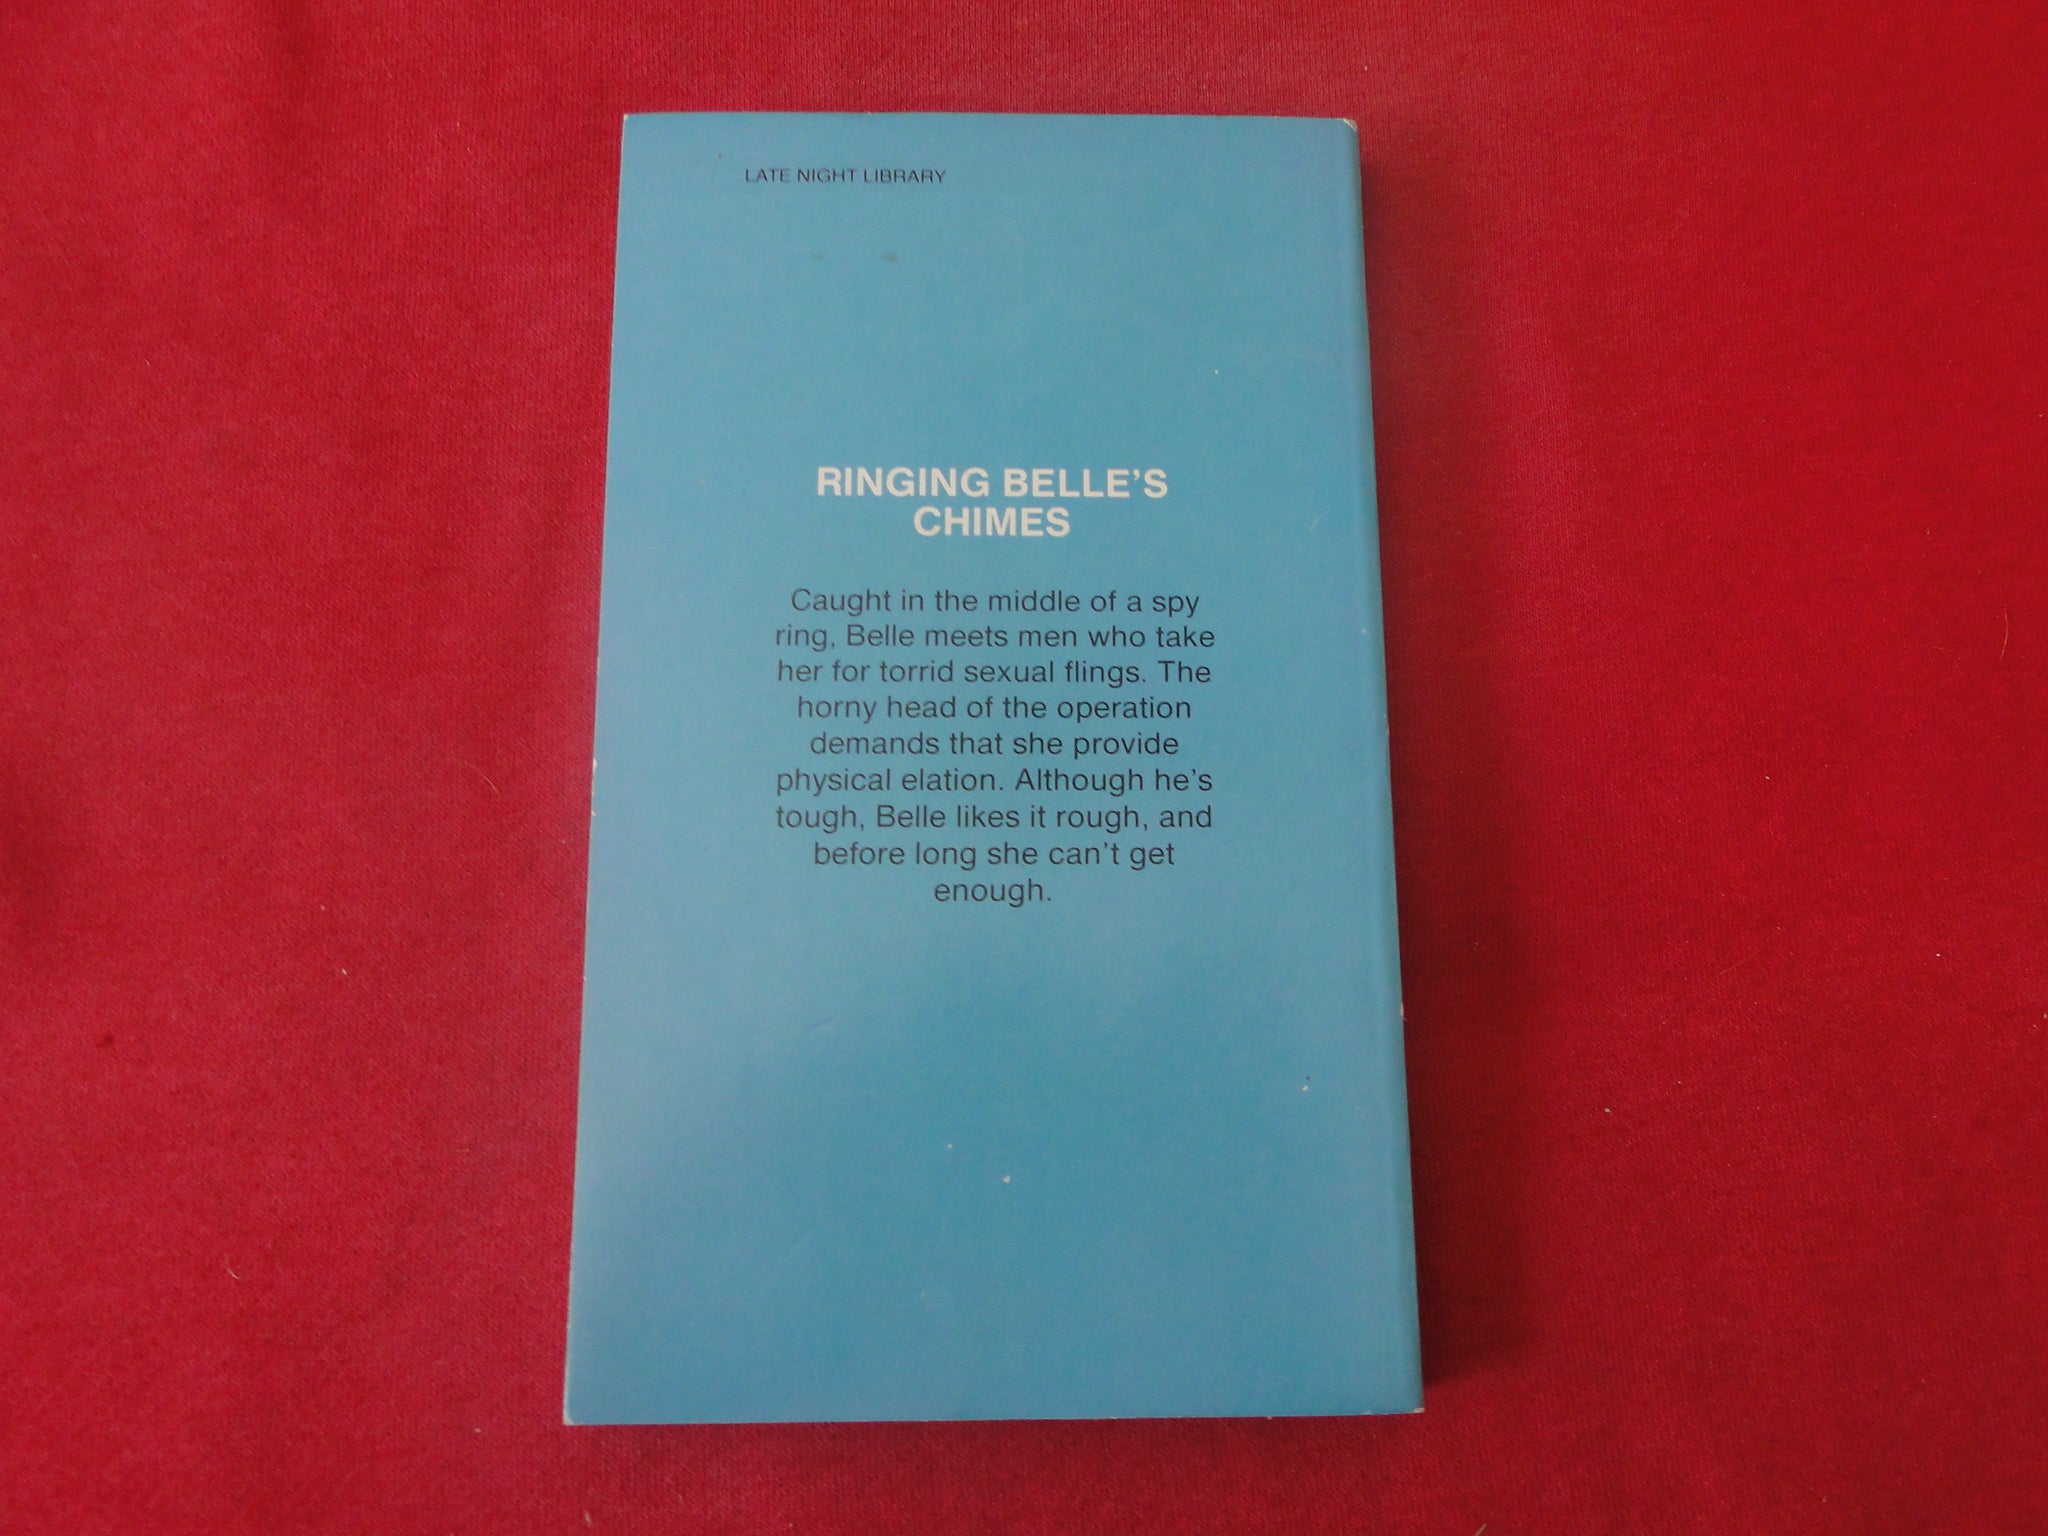 LATE NIGHT LIBRARY
RINGING BELLE'S
CHIMES
Caught in the middle of a spy
ring, Belle meets men who take
her for torrid sexual flings. The
horny head of the operation
demands that she provide
physical elation. Although he's
tough, Belle likes it rough, and
before long she can't get
enough.